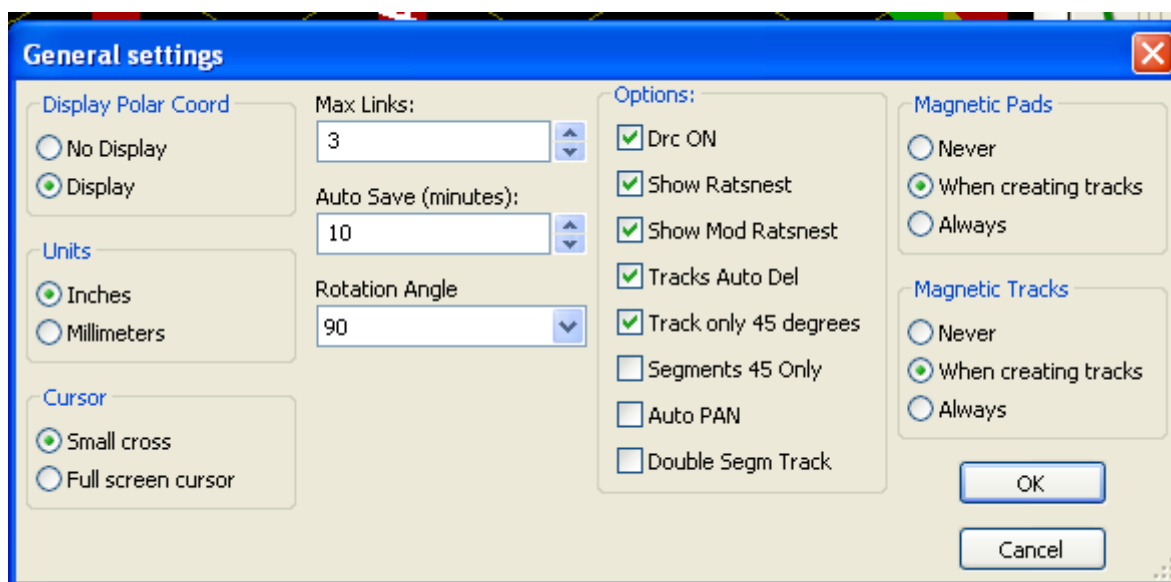 General settings
Display Polar Coord
No Display
Display
Units
Inches
Millimeters
Cursor
Small cross
Full screen cursor
Max Links:
3
Auto Save (minutes):
10
Rotation Angle
90
Options:
Drc ON
Show Ratsnest
Show Mod Ratsnest
Tracks Auto Del
Track only 45 degrees
Segments 45 Only
Auto PAN
Double Segm Track
Magnetic Pads
Never
When creating tracks
Always
Magnetic Tracks
Never
When creating tracks
Always
OK
Cancel